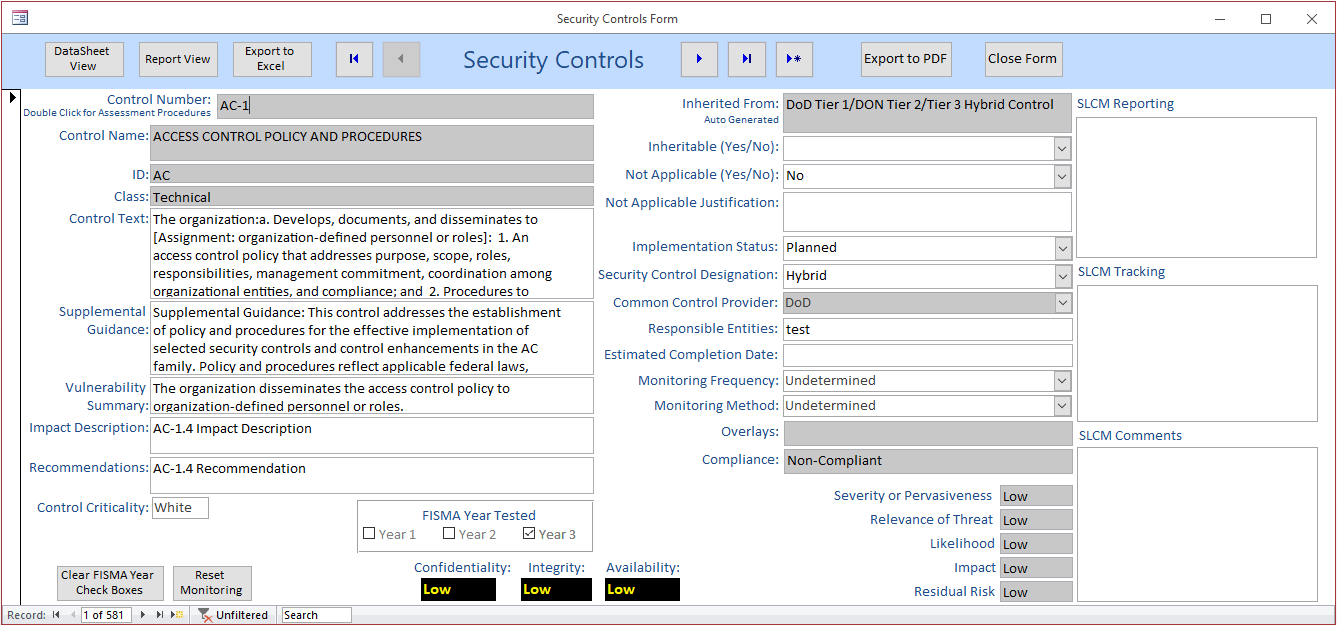 Security Controls Form
DataSheet
View
Report View
Export to
Excel
Security Controls
Export to PDF
Close Form
Control Number:
Double Click for Assessment Procedures
AC-1
Control Name:
ACCESS CONTROL POLICY AND PROCEDURES
ID:
AC
Class:
Technical
Control Text:
The organization:a. Develops, documents, and disseminates to
[Assignment: organization-defined personnel or roles]:  1. An
access control policy that addresses purpose, scope, roles,
responsibilities, management commitment, coordination among
organizational entities, and compliance; and  2. Procedures to
Supplemental
Guidance:
Supplemental Guidance: This control addresses the establishment
of policy and procedures for the effective implementation of
selected security controls and control enhancements in the AC
family. Policy and procedures reflect applicable federal laws,
Vulnerability
Summary:
The organization disseminates the access control policy to
organization-defined personnel or roles.
Impact Description:
AC-1.4 Impact Description
Recommendations:
AC-1.4 Recommendation
Control Criticality:
White
FISMA Year Tested
Year 1
Year 2
Year 3
Clear FISMA Year
Check Boxes
Reset
Monitoring
Confidentiality:
Low
Integrity:
Low
Availability:
Low
Inherited From:
Auto Generated
DoD Tier 1/DON Tier 2/Tier 3 Hybrid Control
Inheritable (Yes/No):
Not Applicable (Yes/No):
No
Not Applicable Justification:
Implementation Status:
Planned
Security Control Designation:
Hybrid
Common Control Provider:
DoD
Responsible Entities:
test
Estimated Completion Date:
Monitoring Frequency:
Undetermined
Monitoring Method:
Undetermined
Overlays:
Compliance:
Non-Compliant
Severity or Pervasiveness
Low
Relevance of Threat
Low
Likelihood
Low
Impact
Low
Residual Risk
Low
SLCM Reporting
SLCM Tracking
SLCM Comments
Record:
1 of 581
Unfiltered
Search